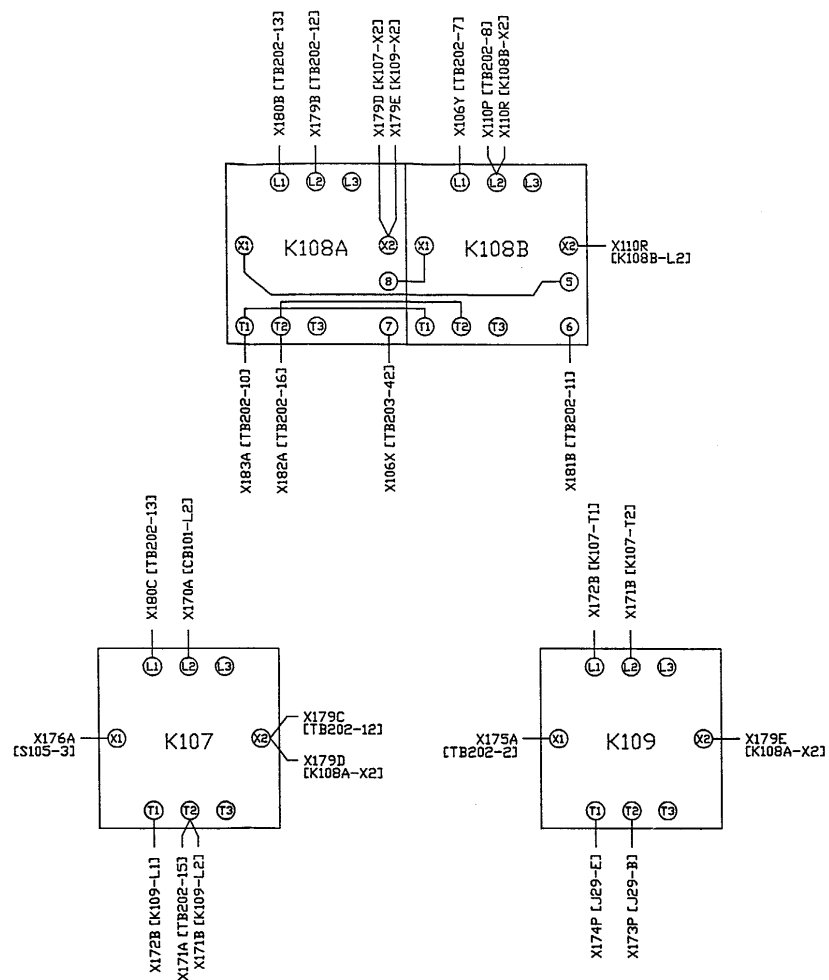 X180B [TB202-13]
X179B [TB202-12]
X179D [K107-X2]
X179E [K109-X2]
X106Y [TB202-7]
X110P [TB202-8]
X110R [K108B-X2]
L1 L2 L3 L1 L2 L3
X1 K108A X2 X1 K108B X2
X110R
[K108B-L2]
8 5
T1 T2 T3 7 T1 T2 T3 6
X183A [TB202-10]
X182A [TB202-16]
X106X [TB203-42]
X181B [TB202-11]
X180C [TB202-13]
X170A [CB101-L2]
L1 L2 L3
X176A
[S105-3]
X1 K107 X2
X179C
[TB202-12]
X179D
[K108A-X2]
T1 T2 T3
X172B [K109-L1]
X171A [TB202-15]
X171B [K109-L2]
X172B [K107-T1]
X171B [K107-T2]
L1 L2 L3
X175A
[TB202-2]
X1 K109 X2
X179E
[K108A-X2]
T1 T2 T3
X174P [J29-E]
X173P [J29-B]